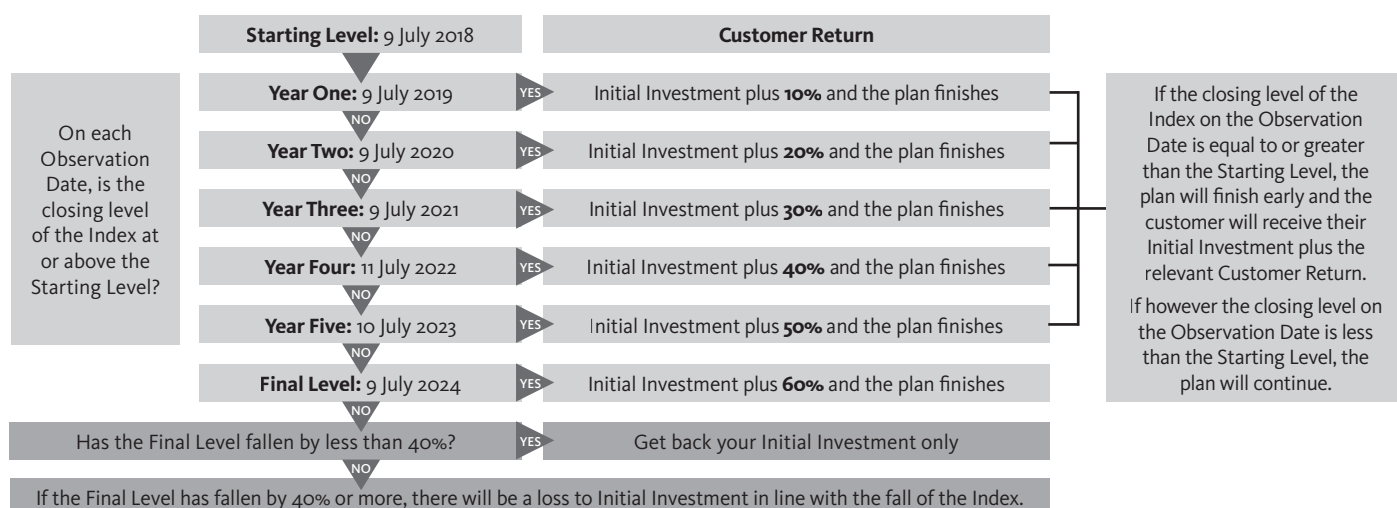 Starting Level: 9 July 2018
Customer Return
On each
Observation
Date, is the
closing level
of the Index at
or above the
Starting Level?
Year One: 9 July 2019
YES
Initial Investment plus 10% and the plan finishes
NO
Year Two: 9 July 2020
YES
Initial Investment plus 20% and the plan finishes
NO
Year Three: 9 July 2021
YES
Initial Investment plus 30% and the plan finishes
NO
Year Four: 11 July 2022
YES
Initial Investment plus 40% and the plan finishes
NO
Year Five: 10 July 2023
YES
Initial Investment plus 50% and the plan finishes
NO
Final Level: 9 July 2024
YES
Initial Investment plus 60% and the plan finishes
NO
If the closing level of the
Index on the Observation
Date is equal to or greater
than the Starting Level, the
plan will finish early and the
customer will receive their
Initial Investment plus the
relevant Customer Return.
If however the closing level on
the Observation Date is less
than the Starting Level, the
plan will continue.
Has the Final Level fallen by less than 40%?
YES
Get back your Initial Investment only
NO
If the Final Level has fallen by 40% or more, there will be a loss to Initial Investment in line with the fall of the Index.